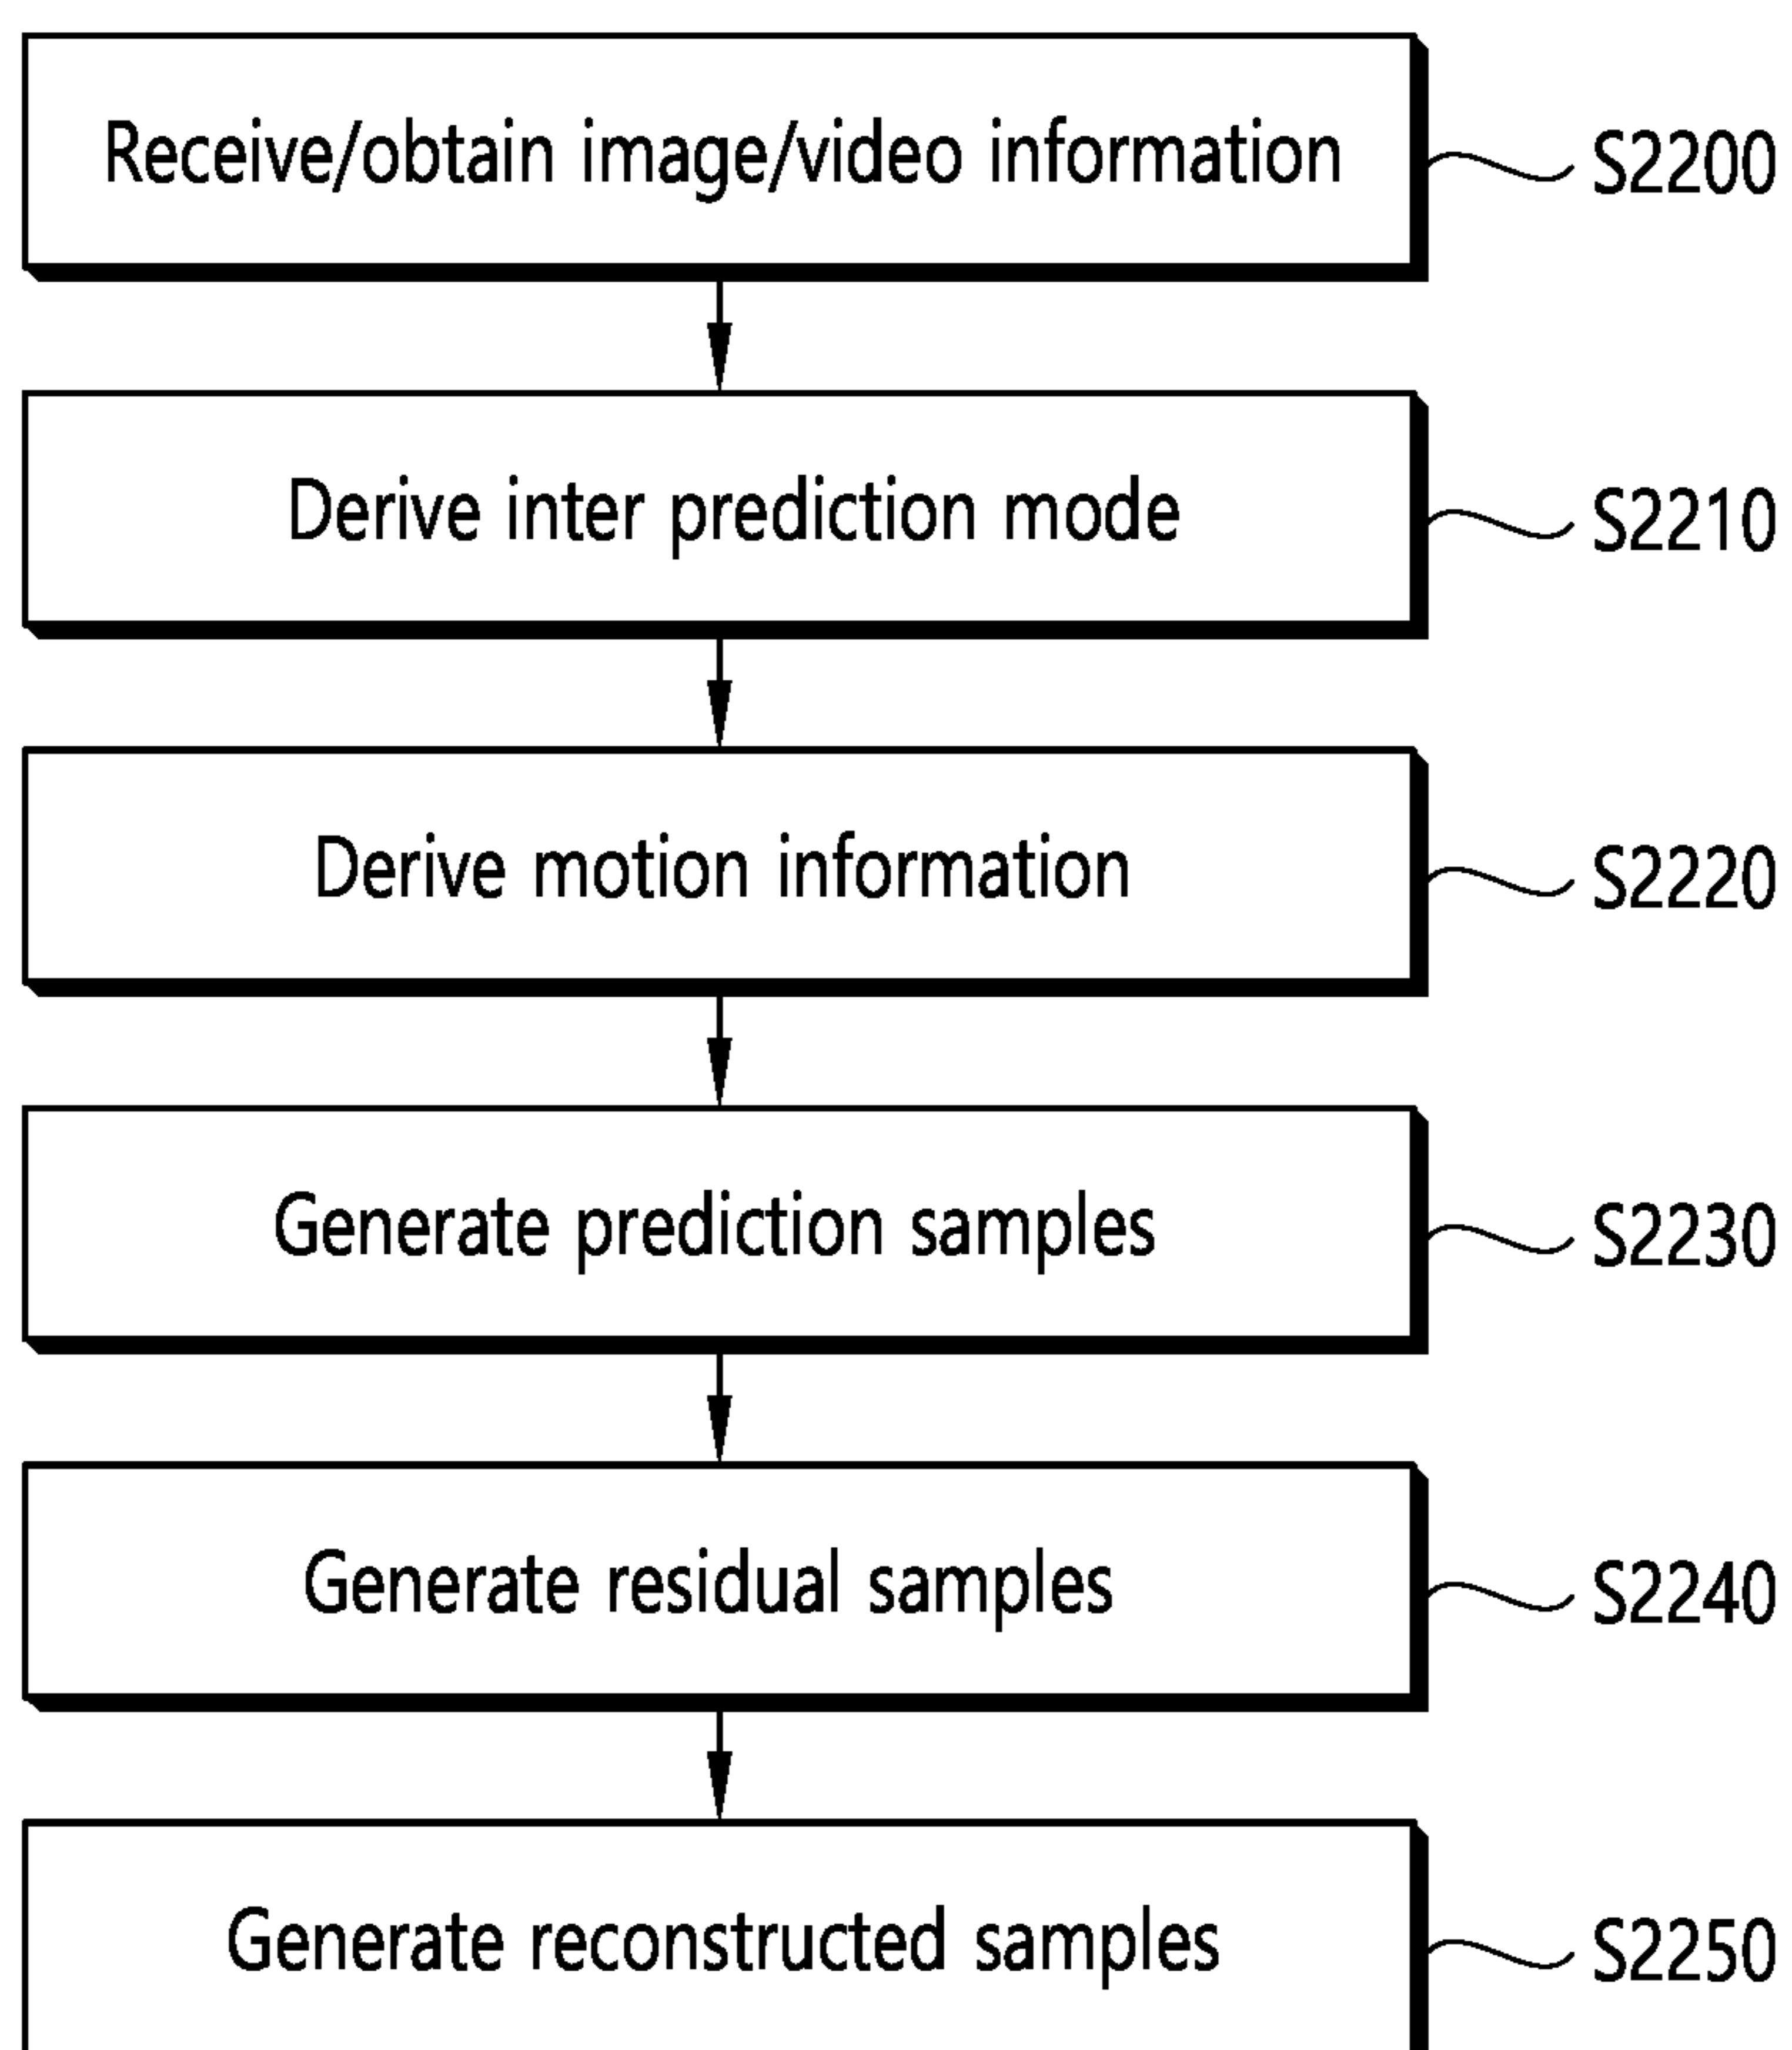 Receive/obtain image/video information
S2200
Derive inter prediction mode
S2210
Derive motion information
S2220
Generate prediction samples
S2230
Generate residual samples
S2240
Generate reconstructed samples
S2250